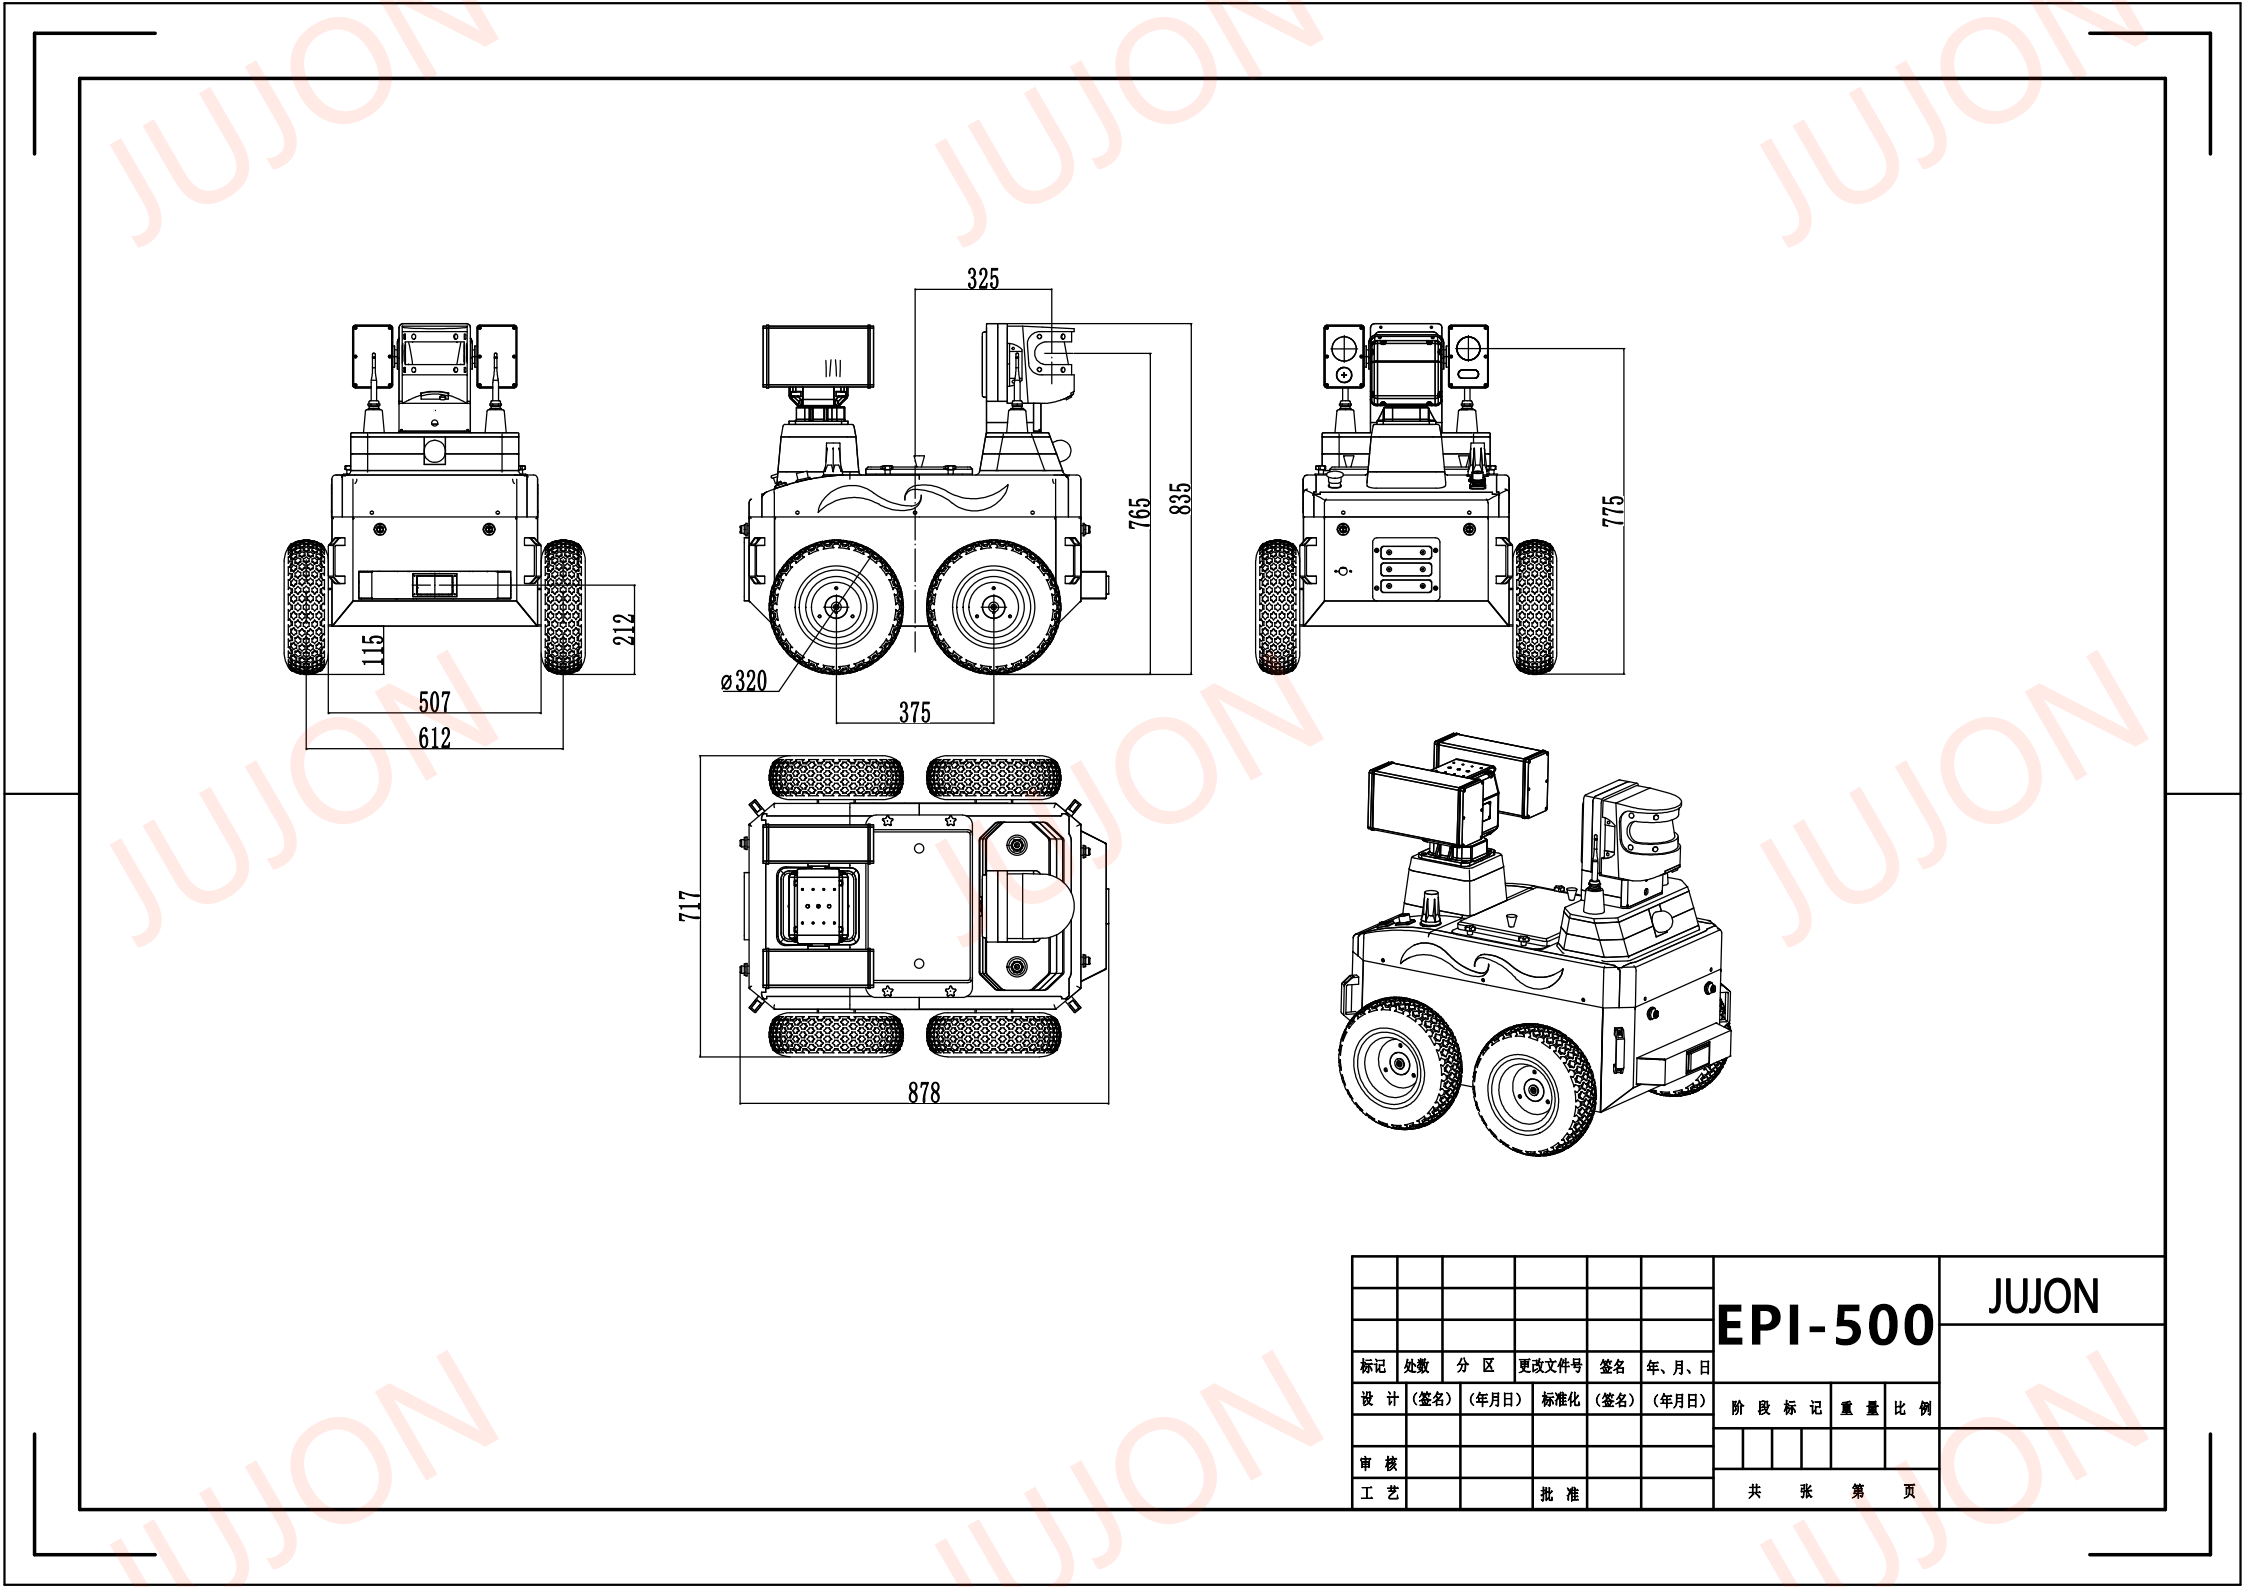 JUJON JUJON JUJON
325
835
765
775
212
115
⌀320
507
375
612
JUJON JUJON JUJON
717
878
JUJON
EPI-500
标记 处数 分 区 更改文件号 签名 年、月、日
设 计 (签名) (年月日) 标准化 (签名) (年月日)
阶 段 标 记 重 量 比 例
审 核
工 艺 批 准
共 张 第 页
JUJON JUJON JUJON